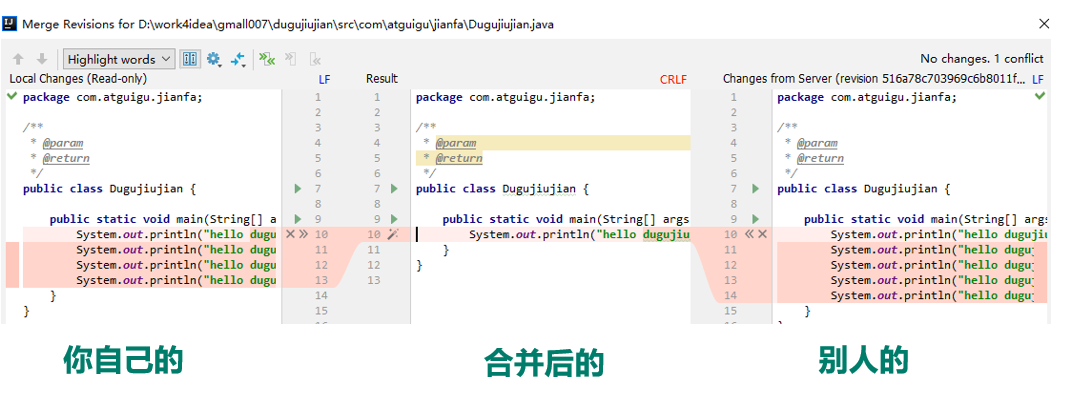 Merge Revisions for D:\work4idea\gmall007\dugujiujian\src\com\atguigu\jianfa\Dugujiujian.java
Highlight words
No changes. 1 conflict
Local Changes (Read-only) LF Result CRLF Changes from Server (revision 516a78c703969c6b8011f... LF
package com.atguigu.jianfa; 1 1 package com.atguigu.jianfa; 1 package com.atguigu.jianfa;
2 2 2
/** 3 3 /** 3 /**
* @param 4 4 * @param 4 * @param
* @return 5 5 * @return 5 * @return
*/ 6 6 */ 6 */
public class Dugujiujian { 7 7 public class Dugujiujian { 7 public class Dugujiujian {
8 8 8
public static void main(String[] a 9 9 public static void main(String[] args 9 public static void main(String[] args
System.out.println("hello dugu 10 10 System.out.println("hello dugujiu 10 System.out.println("hello dugujiu
System.out.println("hello dugu 11 11 } 11 System.out.println("hello duguj
System.out.println("hello dugu 12 12 } 12 System.out.println("hello duguj
System.out.println("hello dugu 13 13 13 System.out.println("hello duguj
} 14 14 System.out.println("hello duguj
} 15 15 }
16
你自己的 合并后的 别人的